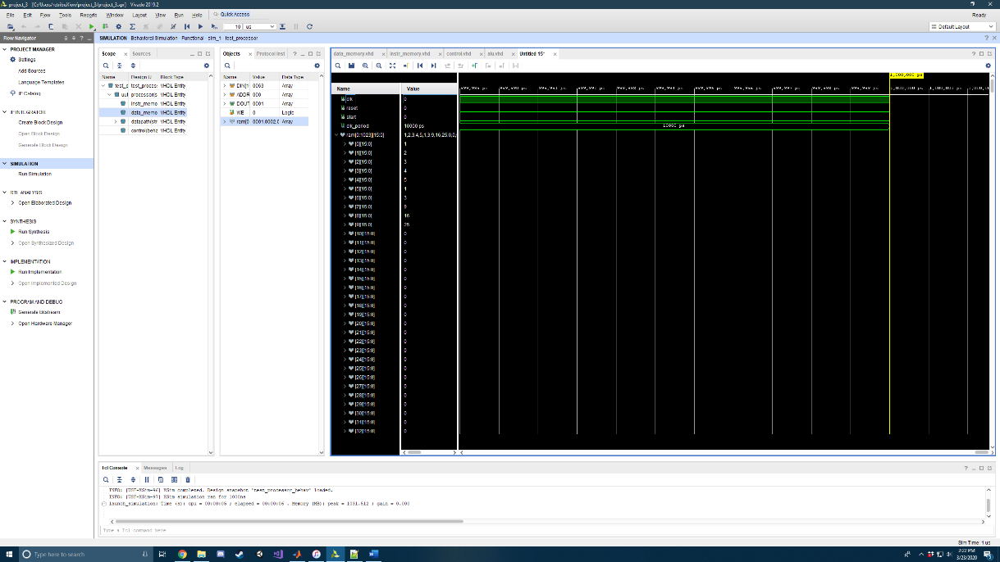 project_3 - [C:/Users/retribu7ion/project_3/project_3.xpr] - Vivado 2019.2
File Edit Flow Tools Reports Window Layout View Run Help Quick Access
Ready
10 us
Default Layout
Flow Navigator
SIMULATION - Behavioral Simulation - Functional - sim_1 - test_processor
PROJECT MANAGER
Settings
Add Sources
Language Templates
IP Catalog
IP INTEGRATOR
Create Block Design
Open Block Design
Generate Block Design
SIMULATION
Run Simulation
RTL ANALYSIS
Open Elaborated Design
SYNTHESIS
Run Synthesis
Open Synthesized Design
IMPLEMENTATION
Run Implementation
Open Implemented Design
PROGRAM AND DEBUG
Generate Bitstream
Open Hardware Manager
Scope Sources
Name Design U Block Type
test_p test_proces: VHDL Entity
uut processor(s VHDL Entity
instr_memo VHDL Entity
data_memo VHDL Entity
datapath(str VHDL Entity
control(beha VHDL Entity
Objects Protocol Inst
Name Value Data Type
DIN[1 0063 Array
ADDR 000 Array
DOUT 0001 Array
WE 0 Logic
ram[0 0001,0002,0 Array
data_memory.vhd instr_memory.vhd control.vhd alu.vhd Untitled 15*
1,000,000 ps
Name Value
clk 0
reset 0
start 0
clk_period 10000 ps
10000 ps
ram[0:1023][15:0] 1,2,3,4,5,1,3,9,16,25,0,0,
[0][15:0] 1
[1][15:0] 2
[2][15:0] 3
[3][15:0] 4
[4][15:0] 5
[5][15:0] 1
[6][15:0] 3
[7][15:0] 9
[8][15:0] 16
[9][15:0] 25
[10][15:0] 0
[11][15:0] 0
[12][15:0] 0
[13][15:0] 0
[14][15:0] 0
[15][15:0] 0
[16][15:0] 0
[17][15:0] 0
[18][15:0] 0
[19][15:0] 0
[20][15:0] 0
[21][15:0] 0
[22][15:0] 0
[23][15:0] 0
[24][15:0] 0
[25][15:0] 0
[26][15:0] 0
[27][15:0] 0
[28][15:0] 0
[29][15:0] 0
[30][15:0] 0
[31][15:0] 0
[32][15:0] 0
Tcl Console Messages Log
INFO: [USF-XSim-96] XSim completed. Design snapshot 'test_processor_behav' loaded.
INFO: [USF-XSim-97] XSim simulation ran for 1000ns
launch_simulation: Time (s): cpu = 00:00:05 ; elapsed = 00:00:06 . Memory (MB): peak = 1031.512 ; gain = 0.000
Type a Tcl command here
Sim Time: 1 us
Type here to search
2:22 PM
3/23/2020